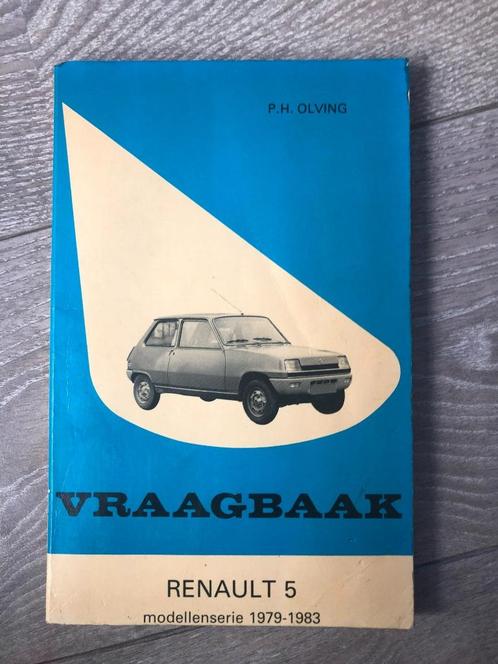 P.H. OLVING
VRAAGBAAK
RENAULT 5
modellenserie 1979-1983